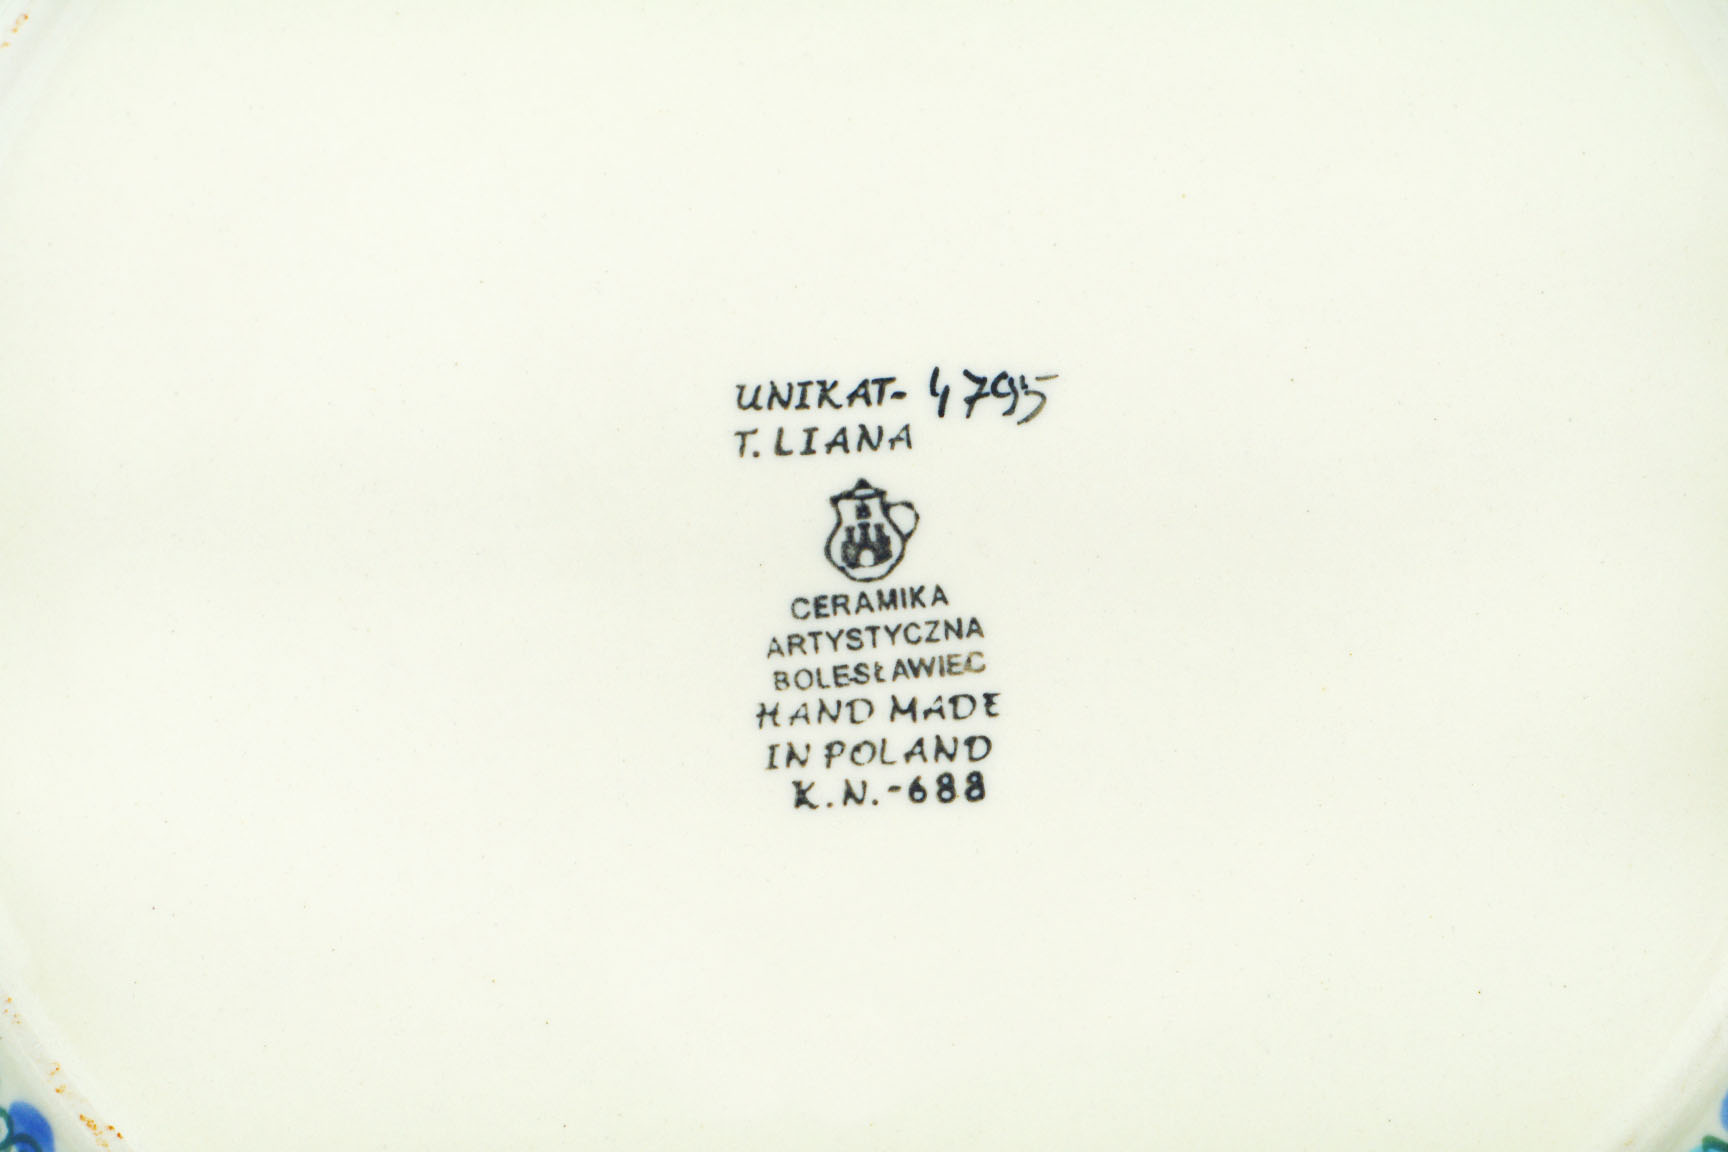 UNIKAT- 4795
T. LIANA
CERAMIKA
ARTYSTYCZNA
BOLESŁAWIEC
HAND MADE
IN POLAND
K.N.-688